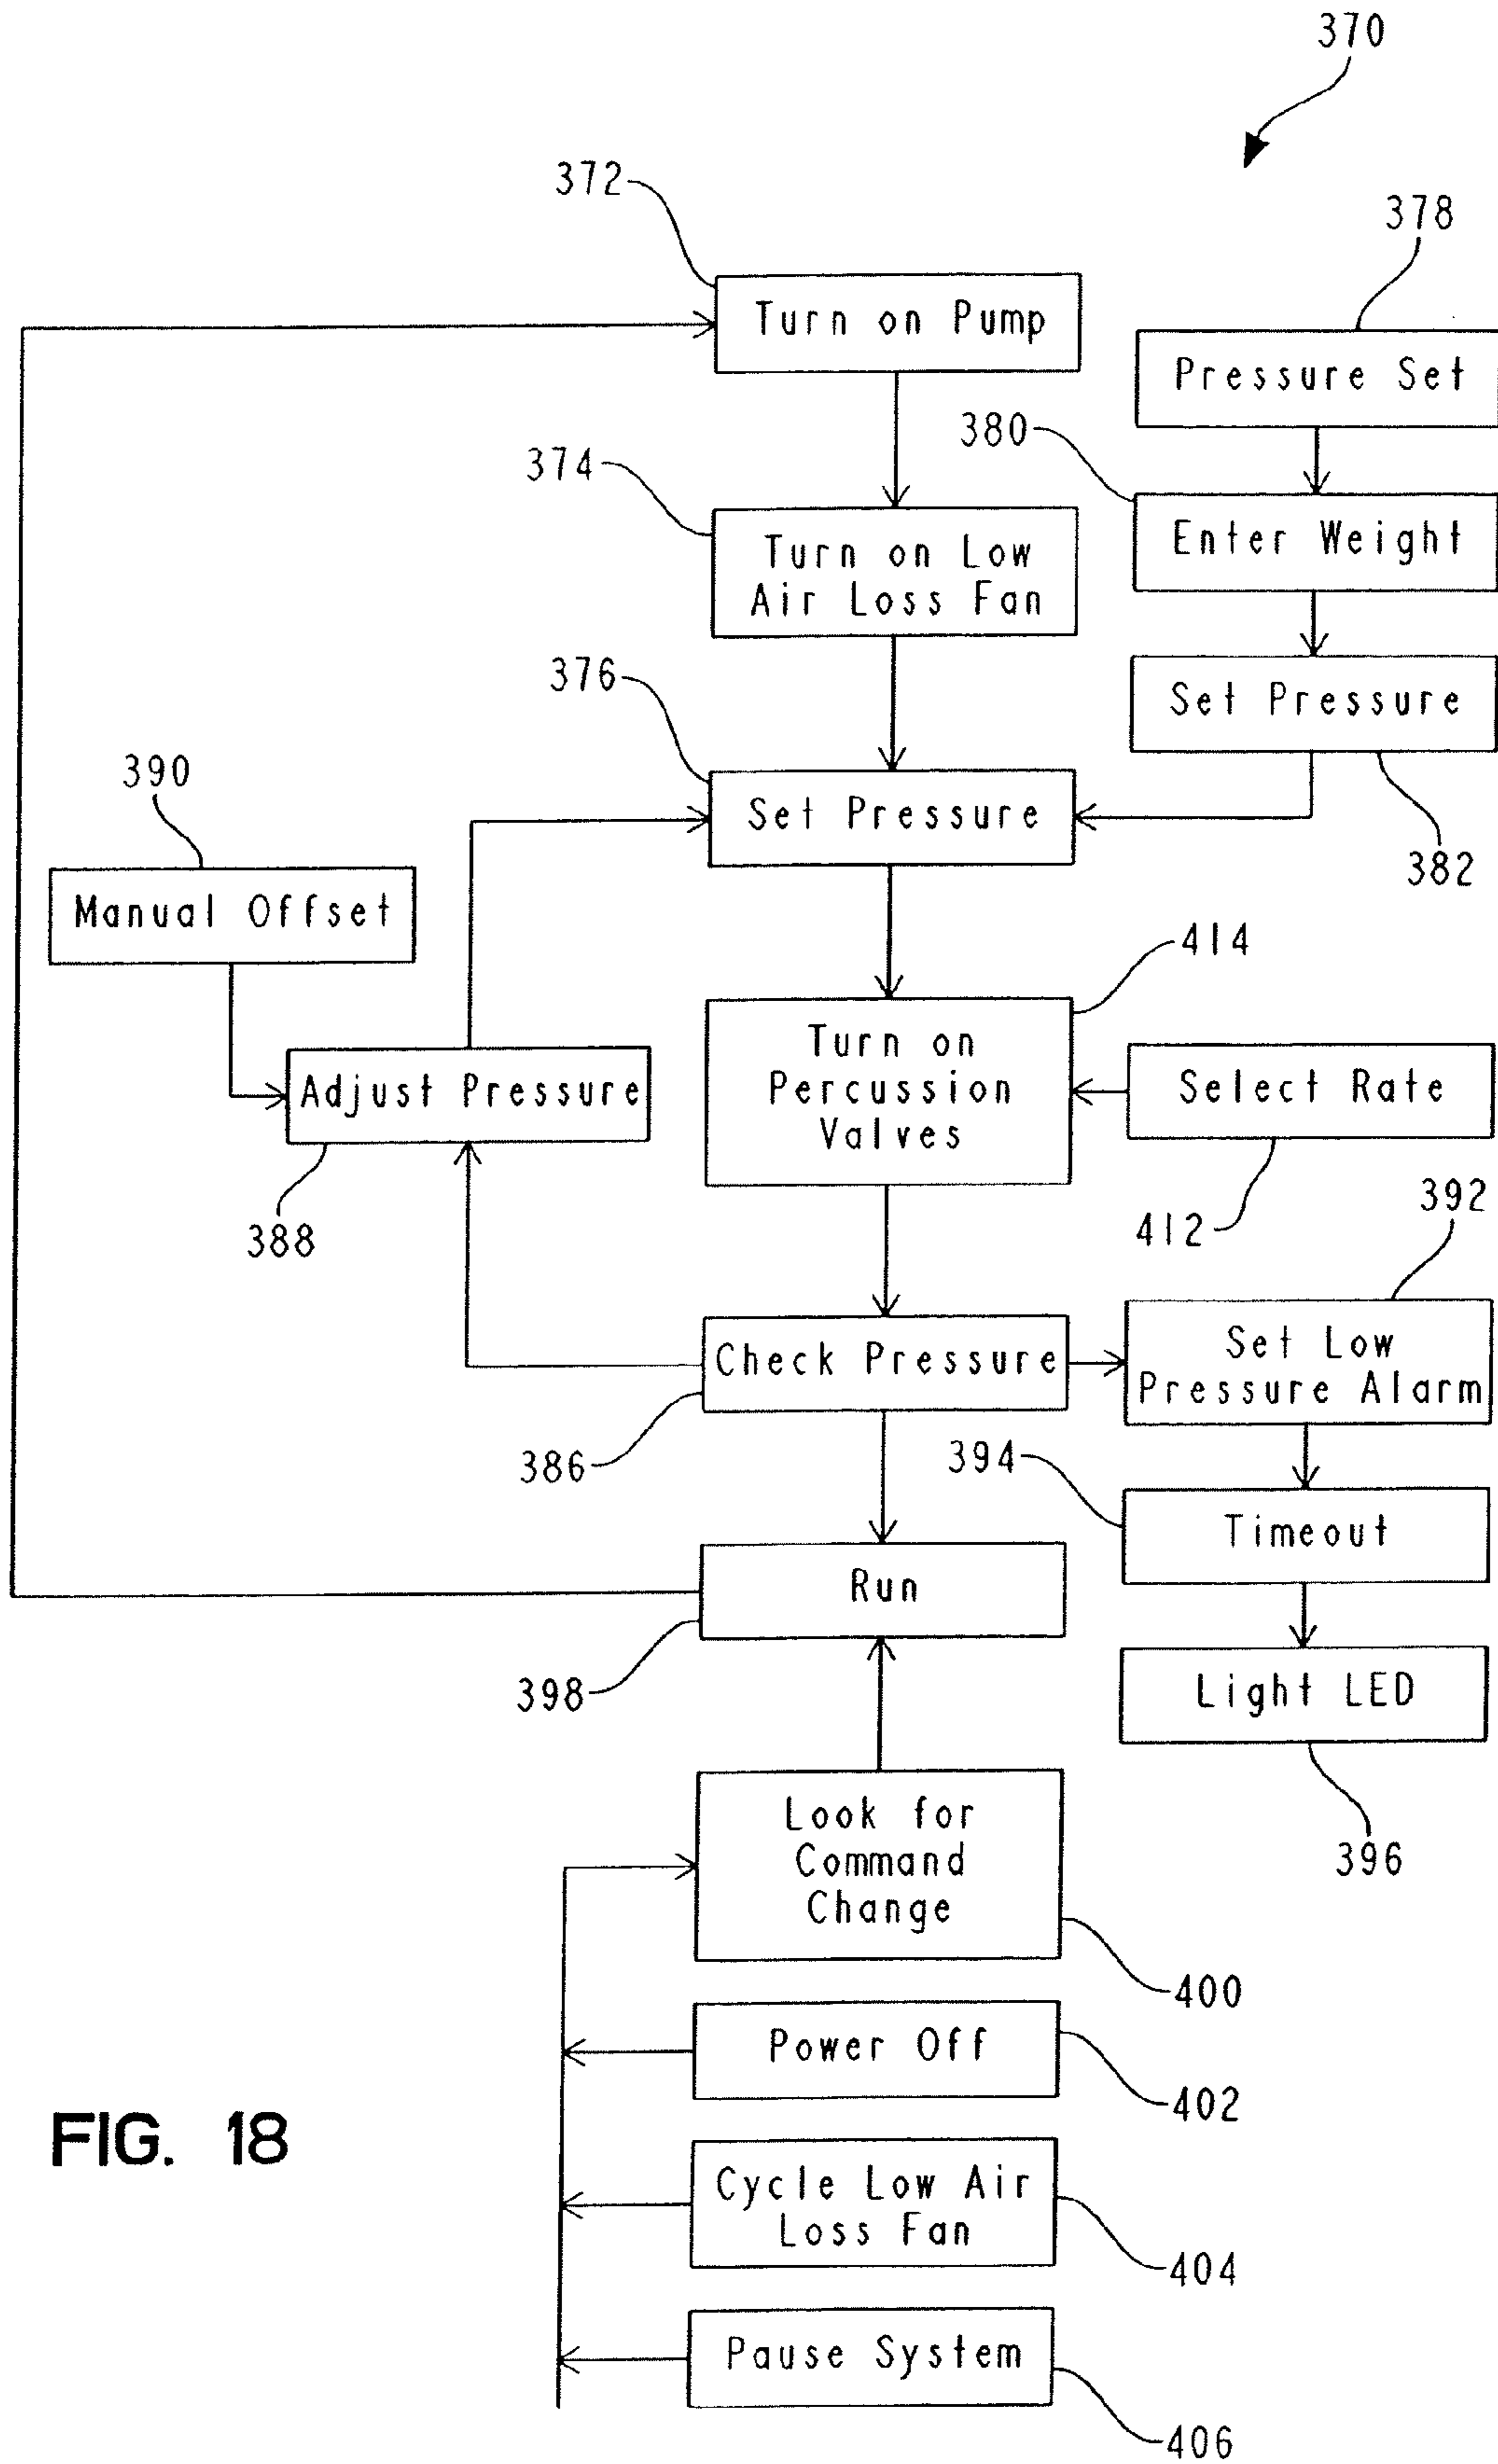 370
372
378
Turn on Pump
Pressure Set
380
374
Turn on Low
Air Loss Fan
Enter Weight
376
Set Pressure
390
Set Pressure
382
Manual Offset
414
Turn on
Percussion
Valves
Select Rate
Adjust Pressure
388
412
392
Check Pressure
Set Low
Pressure Alarm
386
394
Timeout
Run
398
Light LED
396
Look for
Command
Change
400
Power Off
402
FIG. 18
Cycle Low Air
Loss Fan
404
Pause System
406